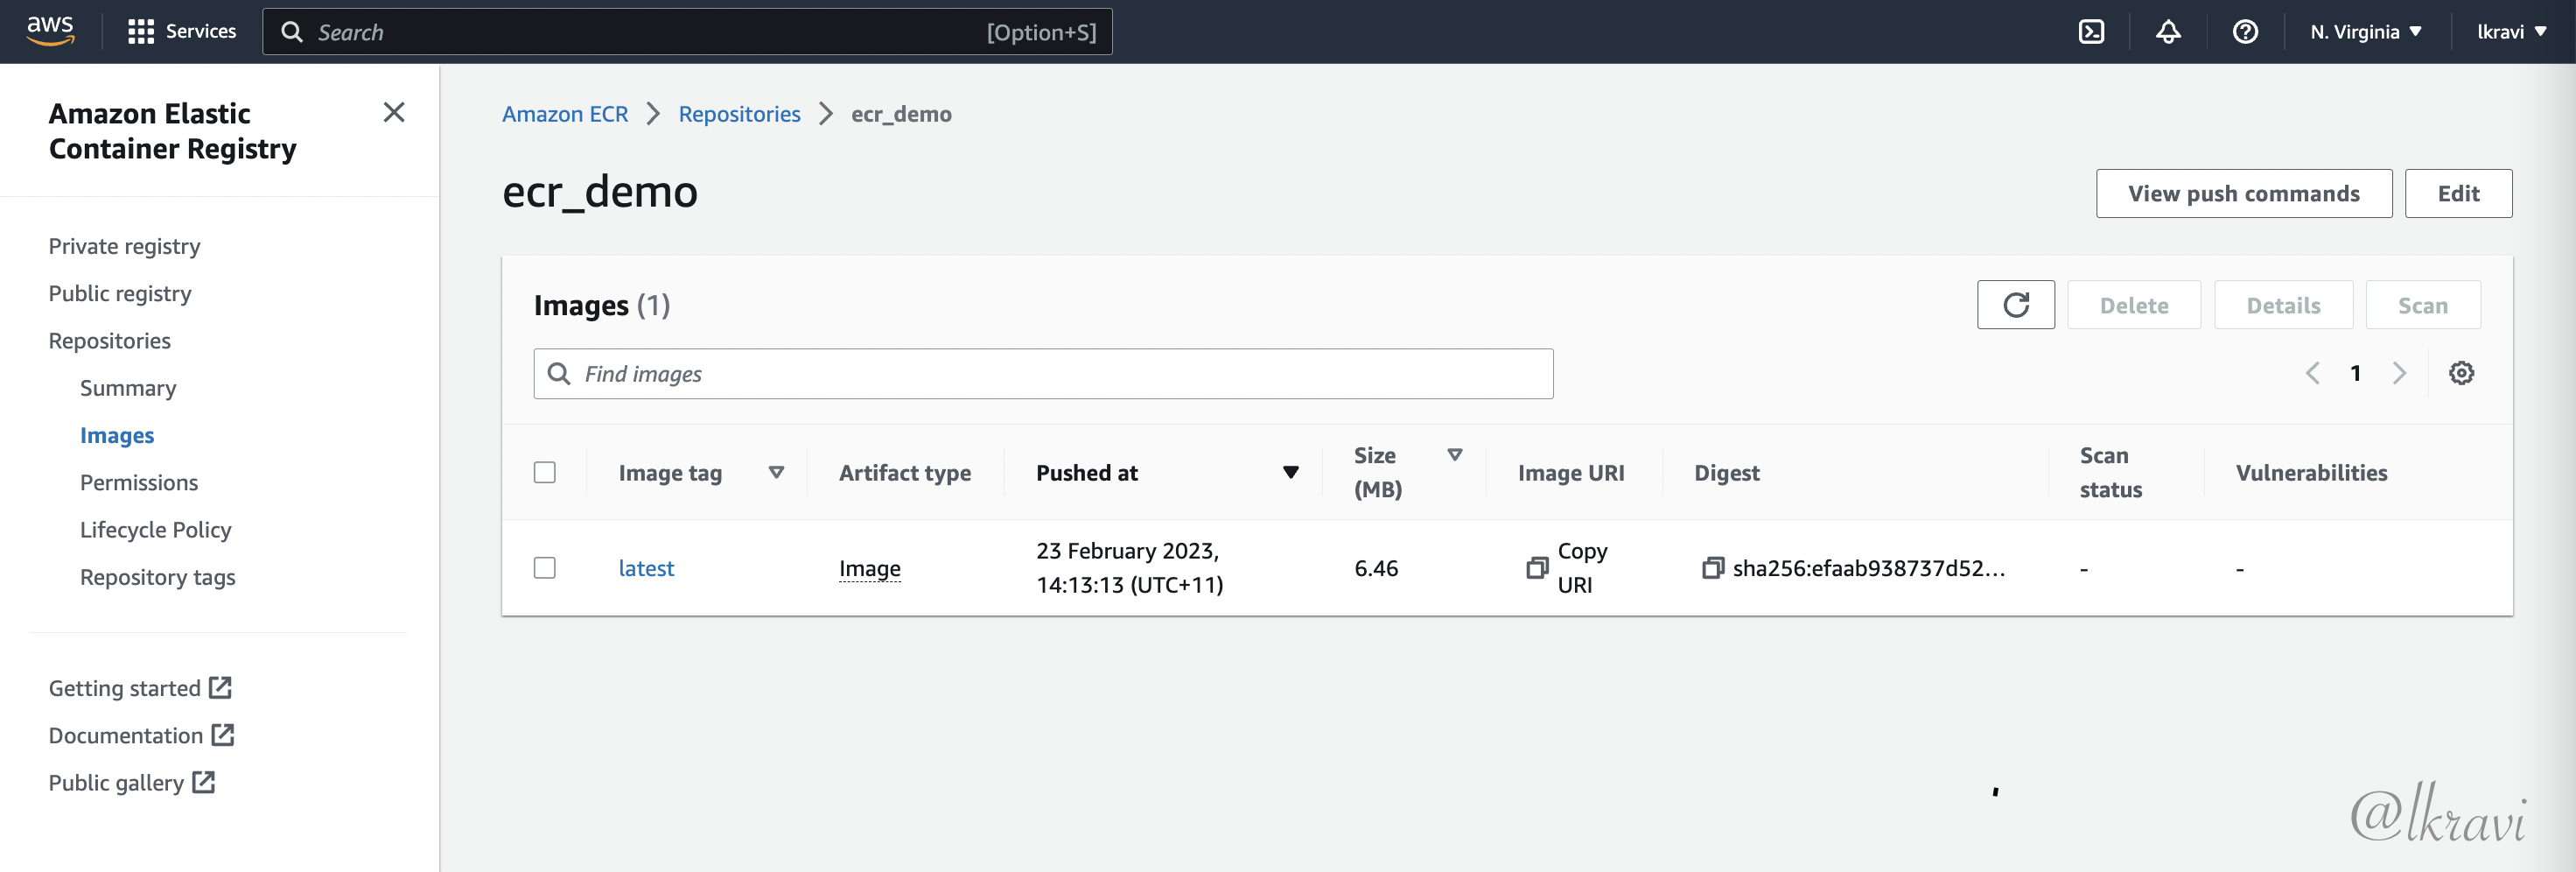 aws
Services
Search
[Option+S]
N. Virginia
lkravi
Amazon Elastic
Container Registry
Private registry
Public registry
Repositories
Summary
Images
Permissions
Lifecycle Policy
Repository tags
Getting started
Documentation
Public gallery
Amazon ECR
Repositories
ecr_demo
ecr_demo
View push commands
Edit
Images (1)
Delete
Details
Scan
Find images
1
Image tag
Artifact type
Pushed at
Size
(MB)
Image URI
Digest
Scan
status
Vulnerabilities
latest
Image
23 February 2023,
14:13:13 (UTC+11)
6.46
Copy
URI
sha256:efaab938737d52...
-
-
@lkravi